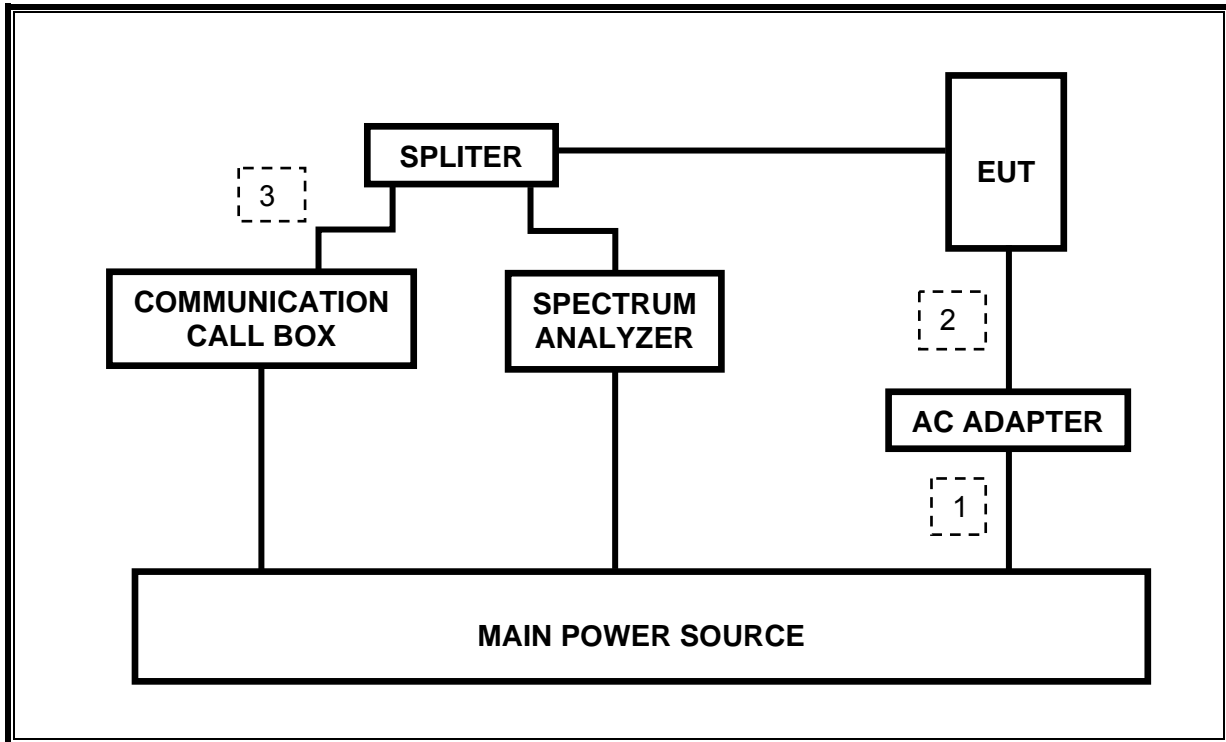 SPLITER
EUT
3
COMMUNICATION
CALL BOX
SPECTRUM
ANALYZER
2
AC ADAPTER
1
MAIN POWER SOURCE